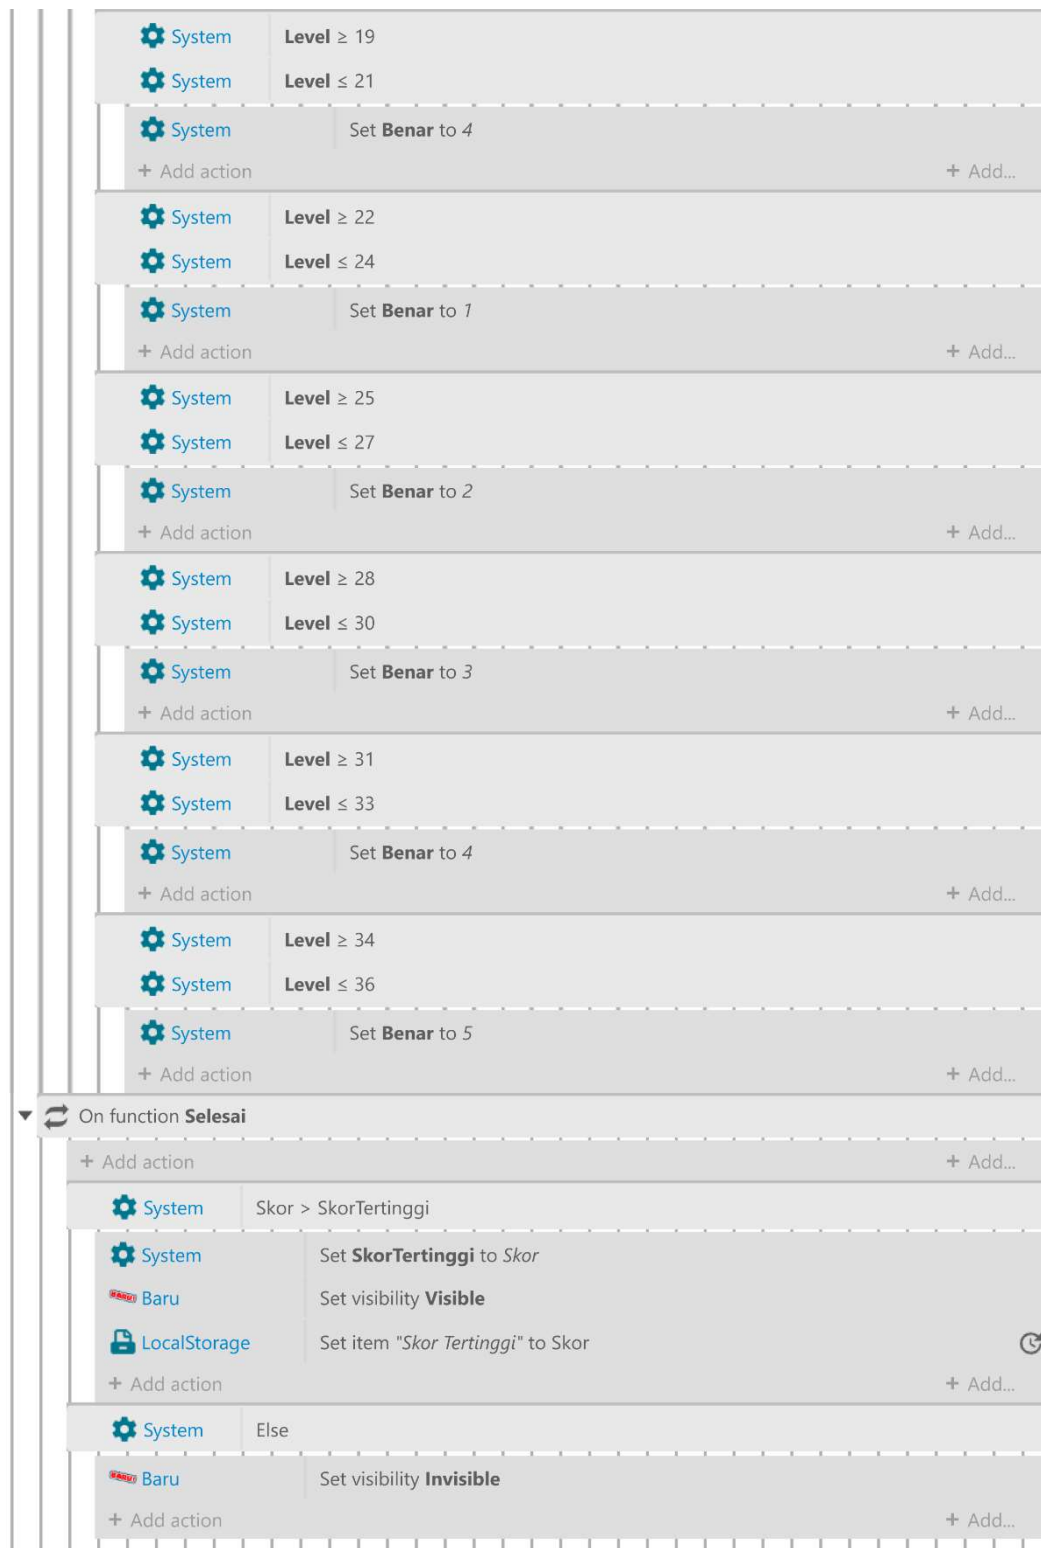 System Level ≥ 19
System Level ≤ 21
System Set Benar to 4
+ Add action + Add...
System Level ≥ 22
System Level ≤ 24
System Set Benar to 1
+ Add action + Add...
System Level ≥ 25
System Level ≤ 27
System Set Benar to 2
+ Add action + Add...
System Level ≥ 28
System Level ≤ 30
System Set Benar to 3
+ Add action + Add...
System Level ≥ 31
System Level ≤ 33
System Set Benar to 4
+ Add action + Add...
System Level ≥ 34
System Level ≤ 36
System Set Benar to 5
+ Add action + Add...
On function Selesai
+ Add action + Add...
System Skor > SkorTertinggi
System Set SkorTertinggi to Skor
Baru Set visibility Visible
LocalStorage Set item "Skor Tertinggi" to Skor
+ Add action + Add...
System Else
Baru Set visibility Invisible
+ Add action + Add...